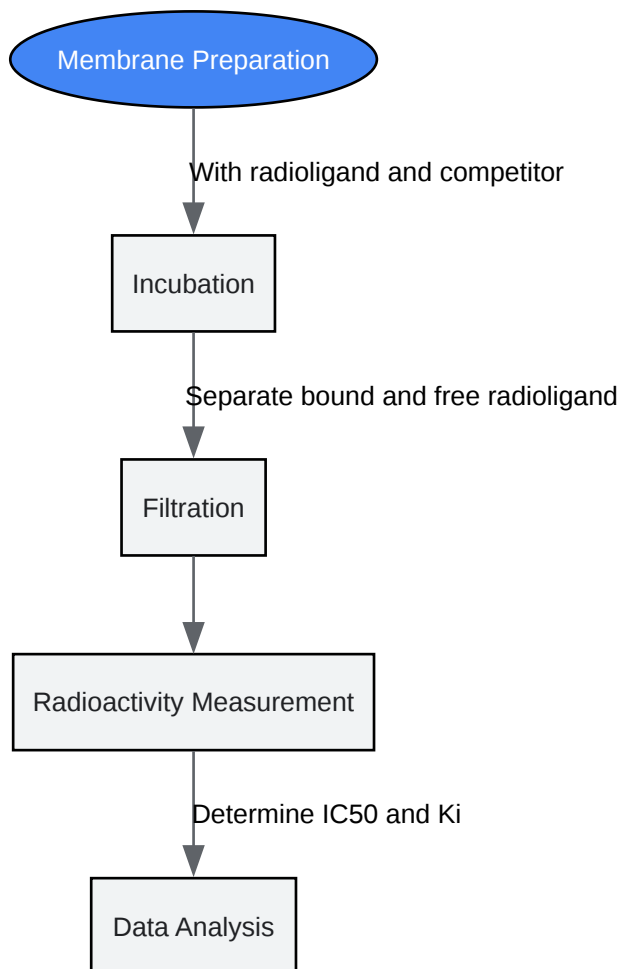 Membrane Preparation
With radioligand and competitor
Incubation
Separate bound and free radioligand
Filtration
Radioactivity Measurement
Determine IC50 and Ki
Data Analysis